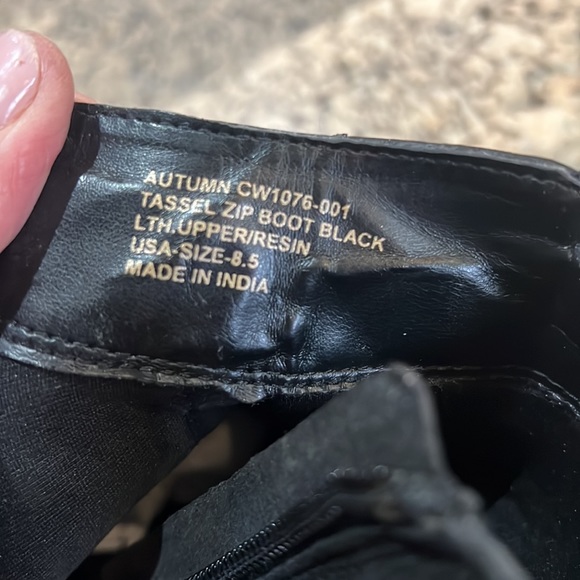 AUTUMN CW1076-001
TASSEL ZIP BOOT BLACK
LTH.UPPER/RESIN
USA-SIZE-8.5
MADE IN INDIA